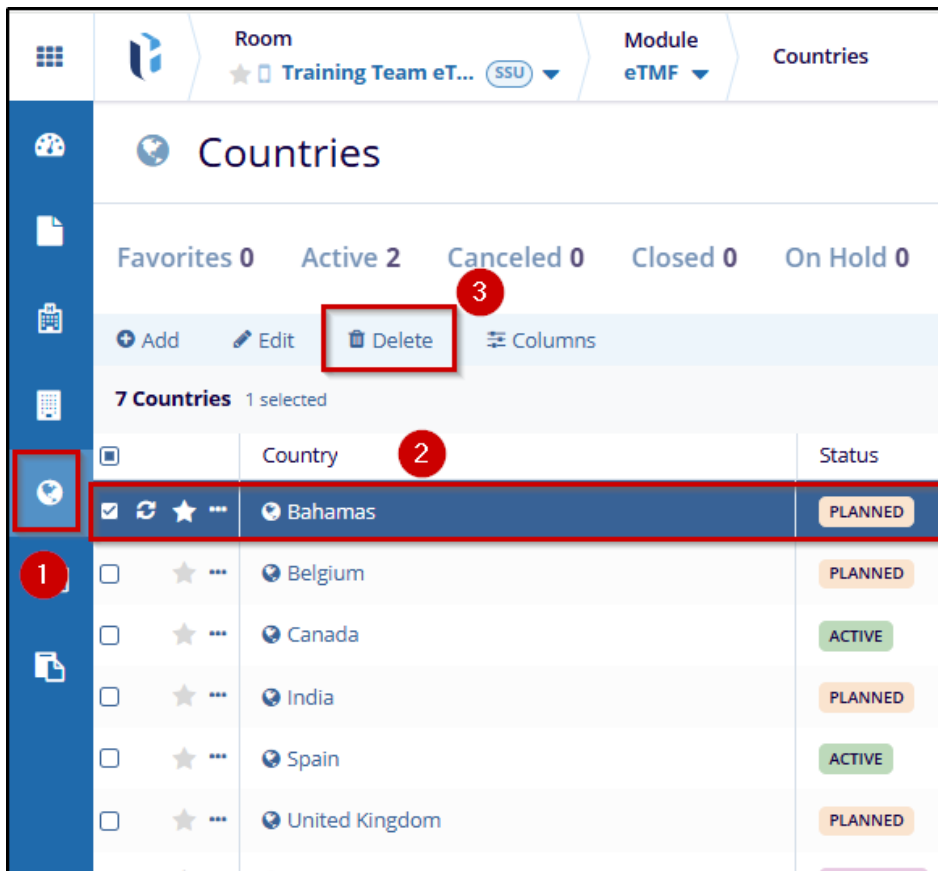 Room
Training Team eT... SSU
Module
eTMF
Countries
Countries
Favorites 0 Active 2 Canceled 0 Closed 0 On Hold 0
3
Add Edit Delete Columns
7 Countries 1 selected
Country 2 Status
Bahamas PLANNED
Belgium PLANNED
1
Canada ACTIVE
India PLANNED
Spain ACTIVE
United Kingdom PLANNED